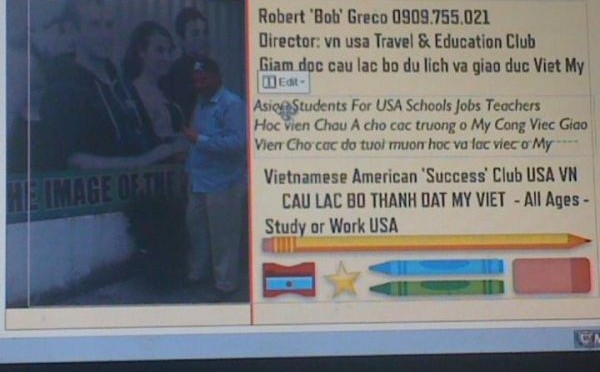 Robert 'Bob' Greco 0909.755.021
Director: vn usa Travel & Education Club
Giam doc cau lac bo du lich va giao duc Viet My
Edit
Asian Students For USA Schools Jobs Teachers
Hoc vien Chau A cho cac truong o My Cong Viec Giao
Vien Cho cac do tuoi muon hoc va lac viec o My
Vietnamese American 'Success' Club USA VN
CAU LAC BO THANH DAT MY VIET - All Ages -
Study or Work USA
HE IMAGE OF THE